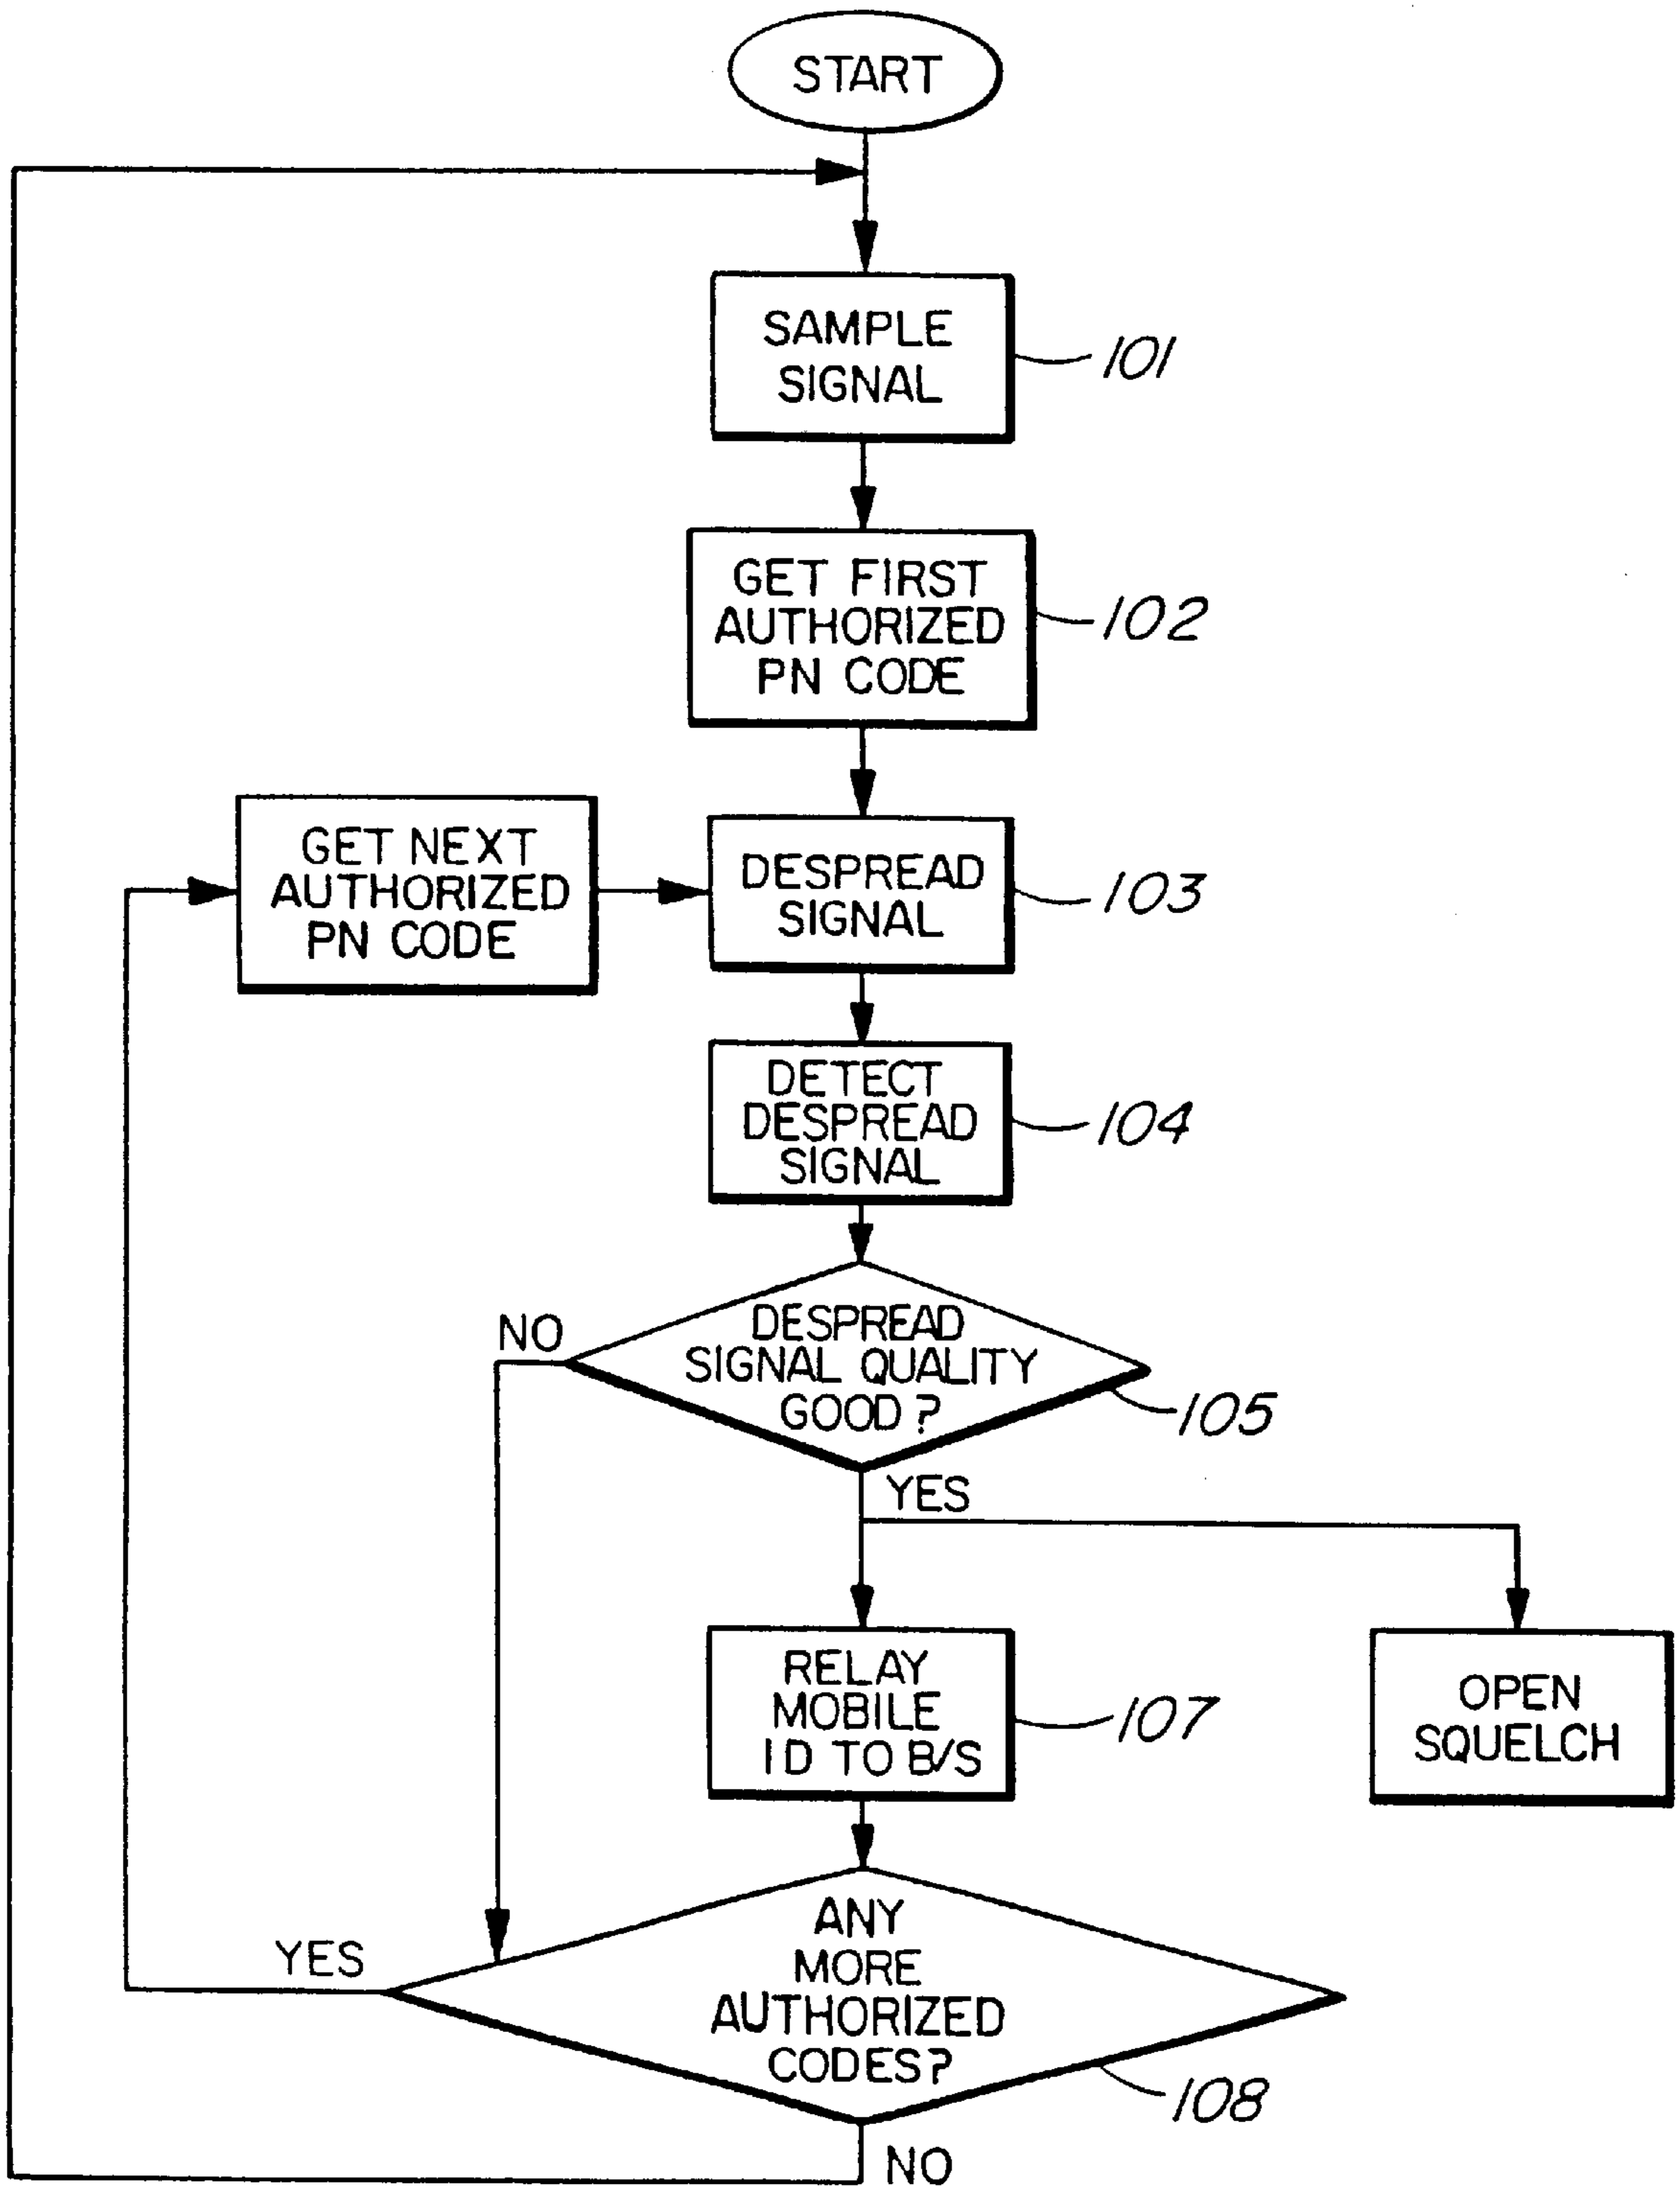 START
SAMPLE
SIGNAL
101
GET FIRST
AUTHORIZED
PN CODE
102
GET NEXT
AUTHORIZED
PN CODE
DESPREAD
SIGNAL
103
DETECT
DESPREAD
SIGNAL
104
NO
DESPREAD
SIGNAL QUALITY
GOOD?
105
YES
RELAY
MOBILE
ID TO B/S
107
OPEN
SQUELCH
YES
ANY
MORE
AUTHORIZED
CODES?
108
NO